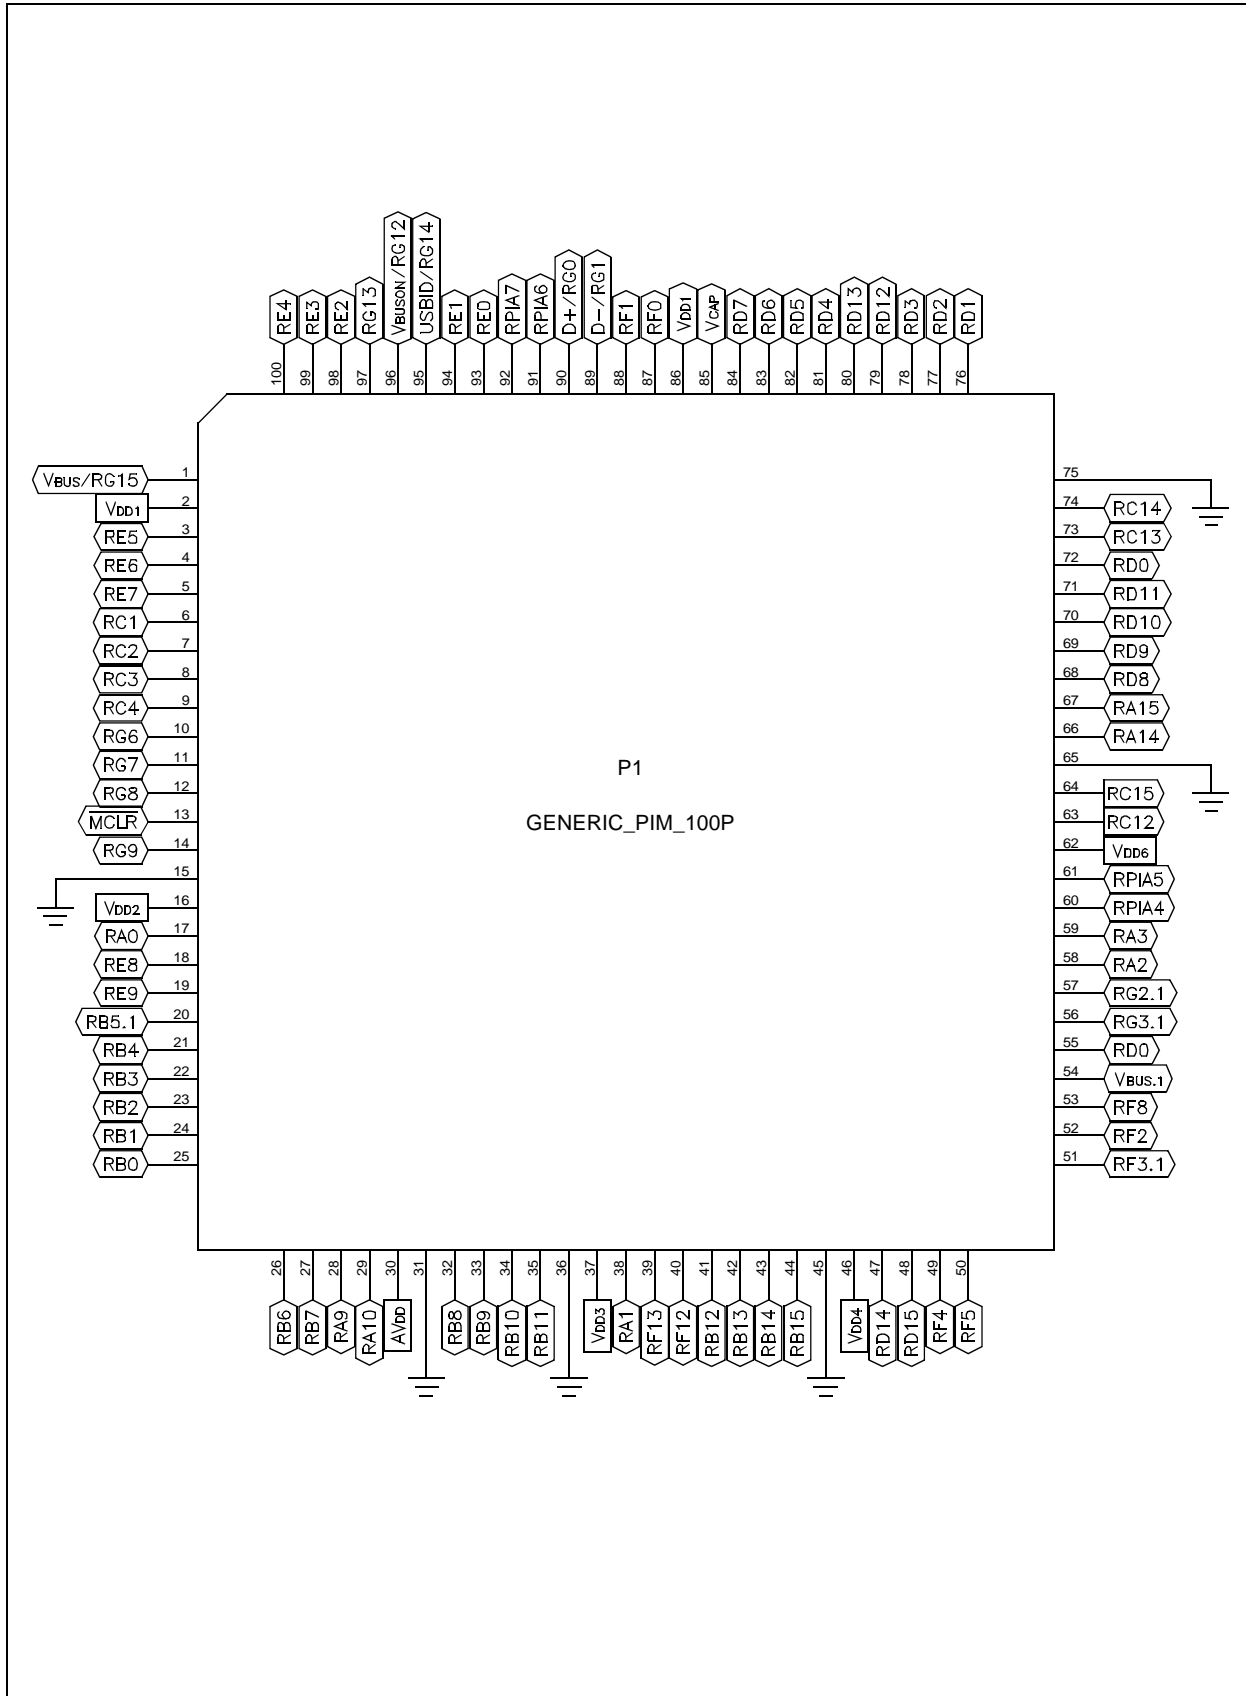 RE4
RE3
RE2
RG13
VBUSON/RG12
USBID/RG14
RE1
RE0
RPIA7
RPIA6
D+/RG0
D-/RG1
RF1
RF0
VDD1
VCAP
RD7
RD6
RD5
RD4
RD13
RD12
RD3
RD2
RD1
100
99
98
97
96
95
94
93
92
91
90
89
88
87
86
85
84
83
82
81
80
79
78
77
76
VBUS/RG15 1
VDD1 2
RE5 3
RE6 4
RE7 5
RC1 6
RC2 7
RC3 8
RC4 9
RG6 10
RG7 11
RG8 12
MCLR 13
RG9 14
15
VDD2 16
RA0 17
RE8 18
RE9 19
RB5.1 20
RB4 21
RB3 22
RB2 23
RB1 24
RB0 25
P1
GENERIC_PIM_100P
75
74 RC14
73 RC13
72 RD0
71 RD11
70 RD10
69 RD9
68 RD8
67 RA15
66 RA14
65
64 RC15
63 RC12
62 VDD6
61 RPIA5
60 RPIA4
59 RA3
58 RA2
57 RG2.1
56 RG3.1
55 RD0
54 VBUS.1
53 RF8
52 RF2
51 RF3.1
26
27
28
29
30
31
32
33
34
35
36
37
38
39
40
41
42
43
44
45
46
47
48
49
50
RB6
RB7
RA9
RA10
AVDD
RB8
RB9
RB10
RB11
VDD3
RA1
RF13
RF12
RB12
RB13
RB14
RB15
VDD4
RD14
RD15
RF4
RF5